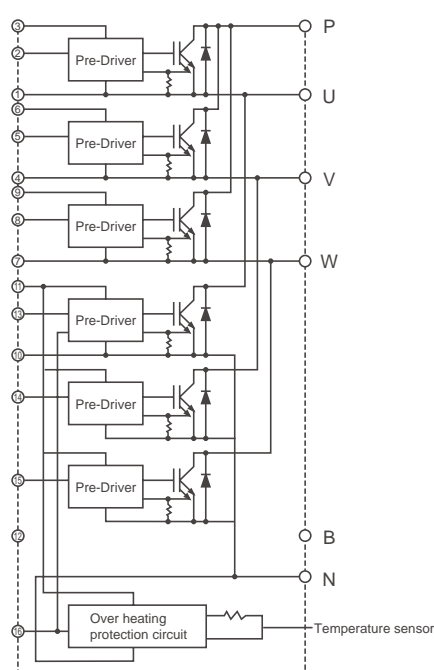 3 P
2 Pre-Driver
1 U
6
5 Pre-Driver
4 V
9
8 Pre-Driver
7 W
11
13 Pre-Driver
10
14 Pre-Driver
15 Pre-Driver
12 B
N
Over heating
protection circuit
16 Temperature sensor